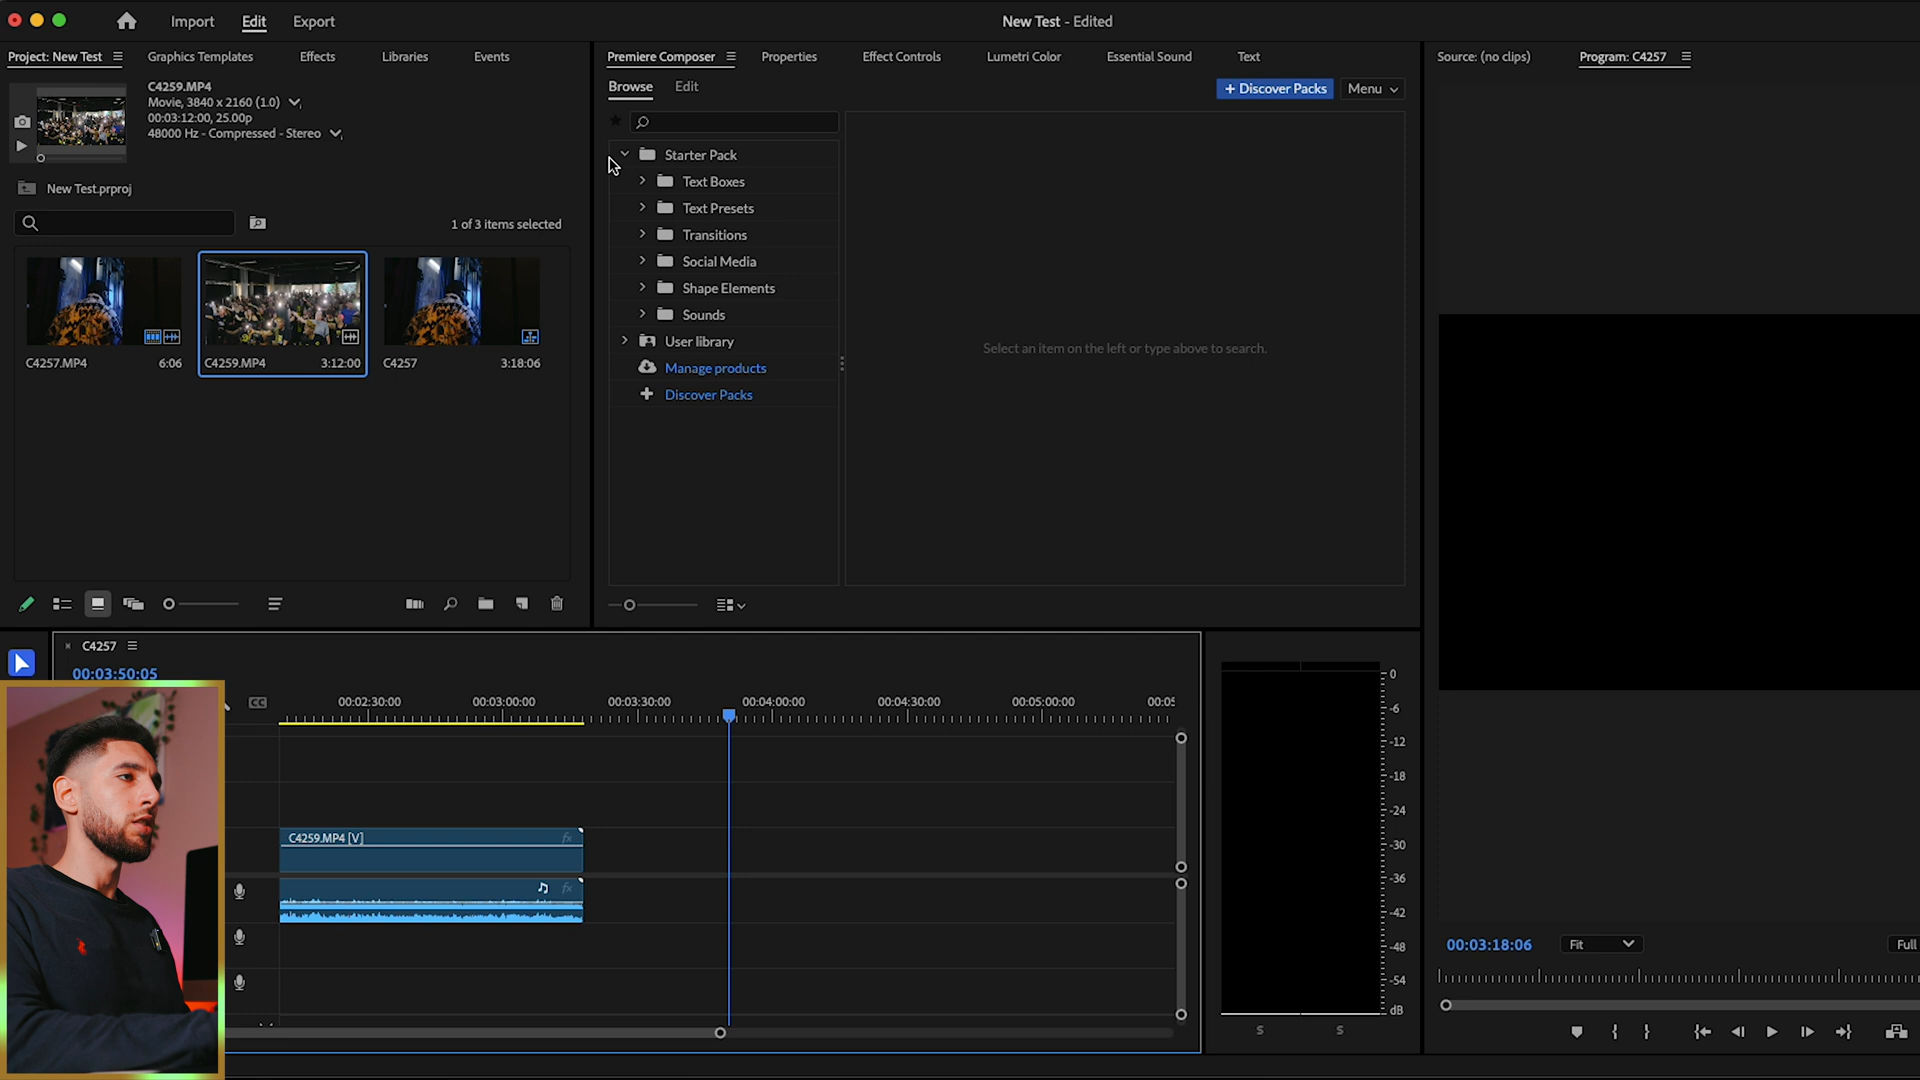 Import
Edit
Export
New Test - Edited
Project: New Test
Graphics Templates
Effects
Libraries
Events
C4259.MP4
Movie, 3840 x 2160 (1.0)
00:03:12:00, 25.00p
48000 Hz - Compressed - Stereo
New Test.prproj
1 of 3 items selected
C4257.MP4
6:06
C4259.MP4
3:12:00
C4257
3:18:06
Premiere Composer
Properties
Effect Controls
Lumetri Color
Essential Sound
Text
Browse
Edit
+ Discover Packs
Menu
Starter Pack
Text Boxes
Text Presets
Transitions
Social Media
Shape Elements
Sounds
User library
Manage products
Discover Packs
Select an item on the left or type above to search.
Source: (no clips)
Program: C4257
00:03:18:06
Fit
Full
C4257
00:03:50:05
CC
00:02:30:00
00:03:00:00
00:03:30:00
00:04:00:00
00:04:30:00
00:05:00:00
00:05
C4259.MP4 [V]
fx
fx
0
-6
-12
-18
-24
-30
-36
-42
-48
-54
dB
S
S